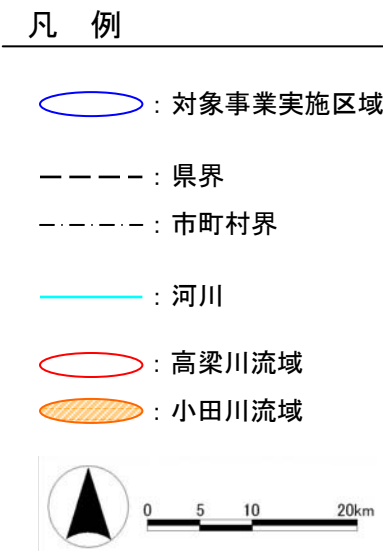 凡 例
：対象事業実施区域
：県界
：市町村界
：河川
：高梁川流域
：小田川流域
0 5 10 20km